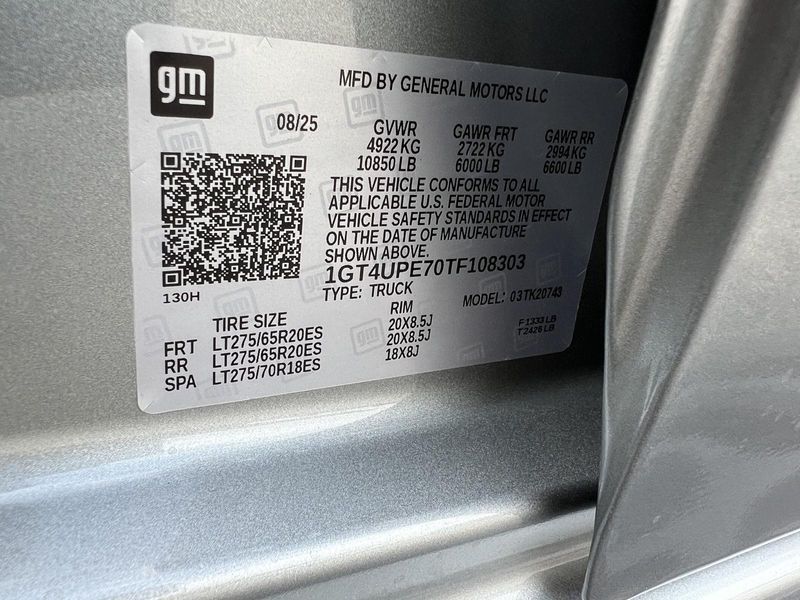 gm
MFD BY GENERAL MOTORS LLC
08/25
GVWR GAWR FRT GAWR RR
4922 KG 2722 KG 2994 KG
10850 LB 6000 LB 6600 LB
THIS VEHICLE CONFORMS TO ALL
APPLICABLE U.S. FEDERAL MOTOR
VEHICLE SAFETY STANDARDS IN EFFECT
ON THE DATE OF MANUFACTURE
SHOWN ABOVE.
1GT4UPE70TF108303
130H
TYPE: TRUCK MODEL: 03TK20743
TIRE SIZE RIM
FRT LT275/65R20ES 20X8.5J F1333 LB
RR LT275/65R20ES 20X8.5J T2426 LB
SPA LT275/70R18ES 18X8J